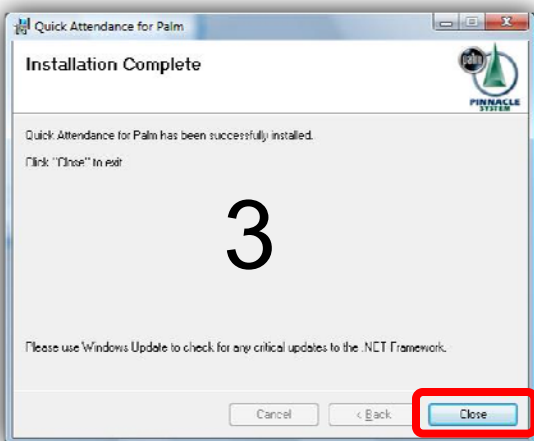 Quick Attendance for Palm
Installation Complete
palm
PINNACLE
SYSTEM
Quick Attendance for Palm has been successfully installed.
Click "Close" to exit
3
Please use Windows Update to check for any critical updates to the .NET Framework.
Cancel
< Back
Close